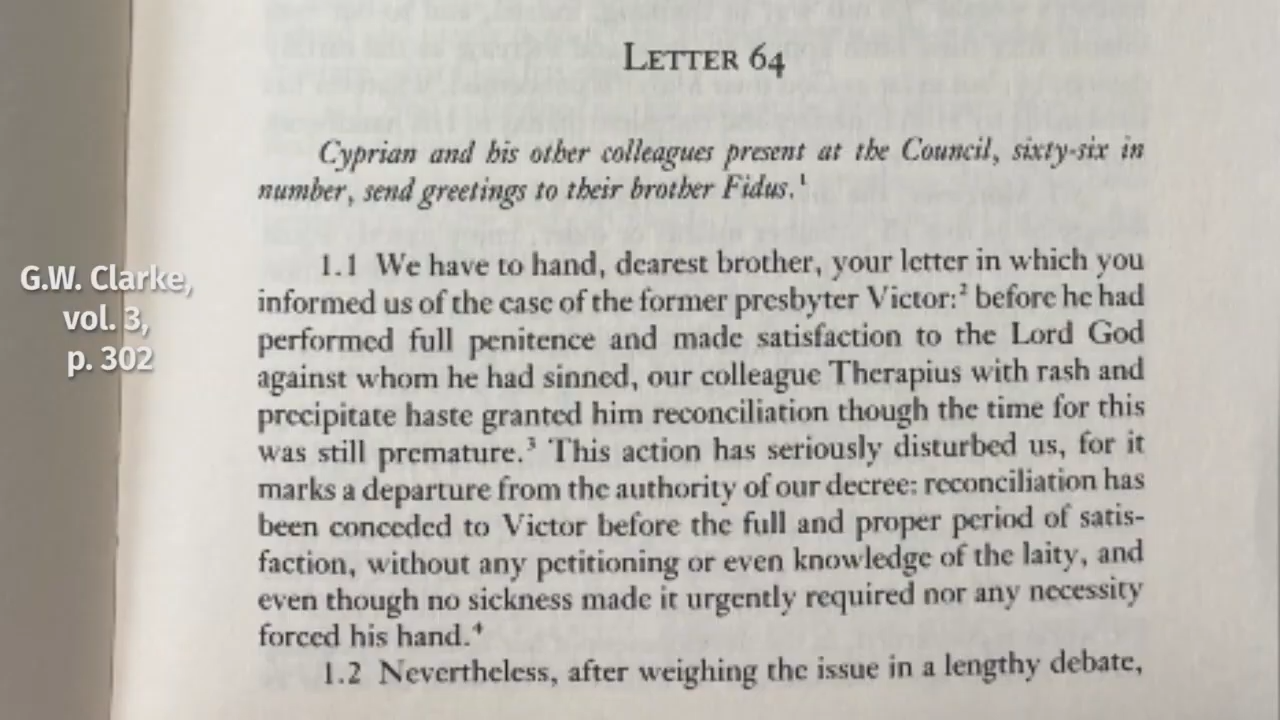 LETTER 64
Cyprian and his other colleagues present at the Council, sixty-six in
number, send greetings to their brother Fidus.¹
1.1 We have to hand, dearest brother, your letter in which you
informed us of the case of the former presbyter Victor:² before he had
performed full penitence and made satisfaction to the Lord God
against whom he had sinned, our colleague Therapius with rash and
precipitate haste granted him reconciliation though the time for this
was still premature.³ This action has seriously disturbed us, for it
marks a departure from the authority of our decree: reconciliation has
been conceded to Victor before the full and proper period of satis-
faction, without any petitioning or even knowledge of the laity, and
even though no sickness made it urgently required nor any necessity
forced his hand.⁴
1.2 Nevertheless, after weighing the issue in a lengthy debate,
G.W. Clarke,
vol. 3,
p. 302